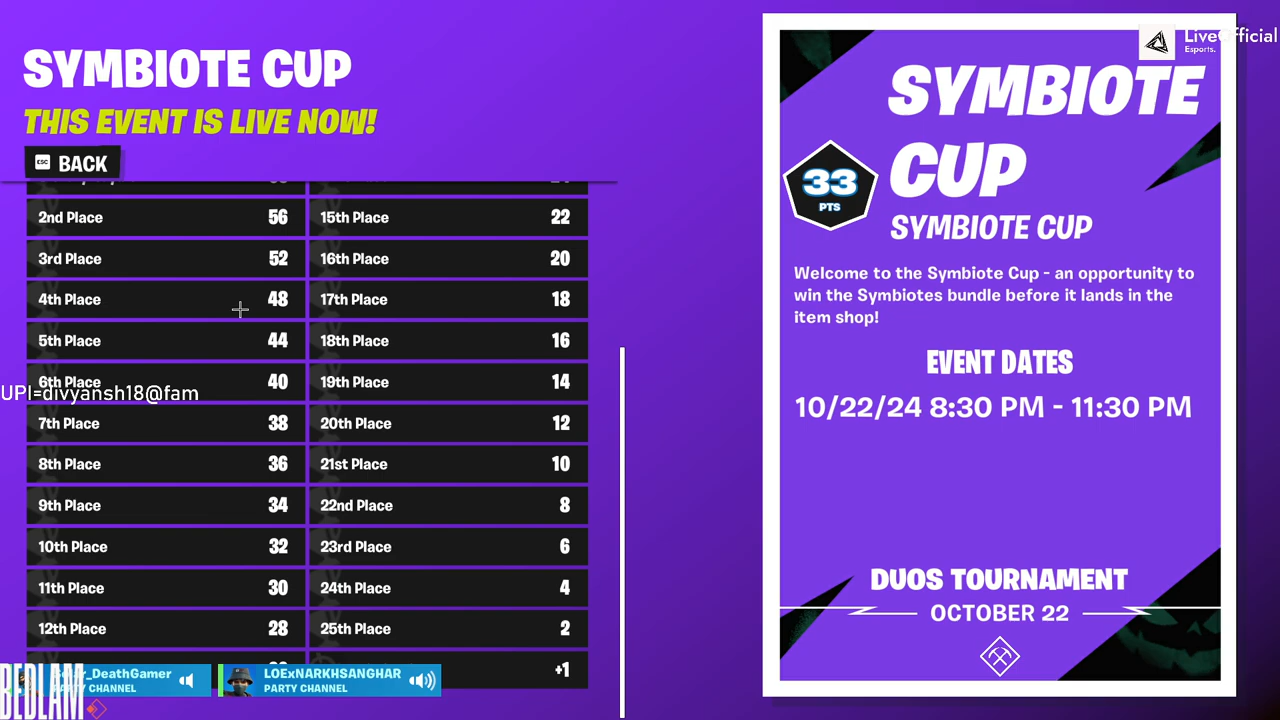 SYMBIOTE CUP
THIS EVENT IS LIVE NOW!
ESC BACK
2nd Place 56
3rd Place 52
4th Place 48
5th Place 44
6th Place 40
UPI=divyansh18@fam
7th Place 38
8th Place 36
9th Place 34
10th Place 32
11th Place 30
12th Place 28
15th Place 22
16th Place 20
17th Place 18
18th Place 16
19th Place 14
20th Place 12
21st Place 10
22nd Place 8
23rd Place 6
24th Place 4
25th Place 2
+1
_DeathGamer
PARTY CHANNEL
LOExNARKHSANGHAR
PARTY CHANNEL
BEDLAM
LiveOfficial
Esports.
SYMBIOTE
CUP
33
PTS
SYMBIOTE CUP
Welcome to the Symbiote Cup - an opportunity to
win the Symbiotes bundle before it lands in the
item shop!
EVENT DATES
10/22/24 8:30 PM - 11:30 PM
DUOS TOURNAMENT
OCTOBER 22